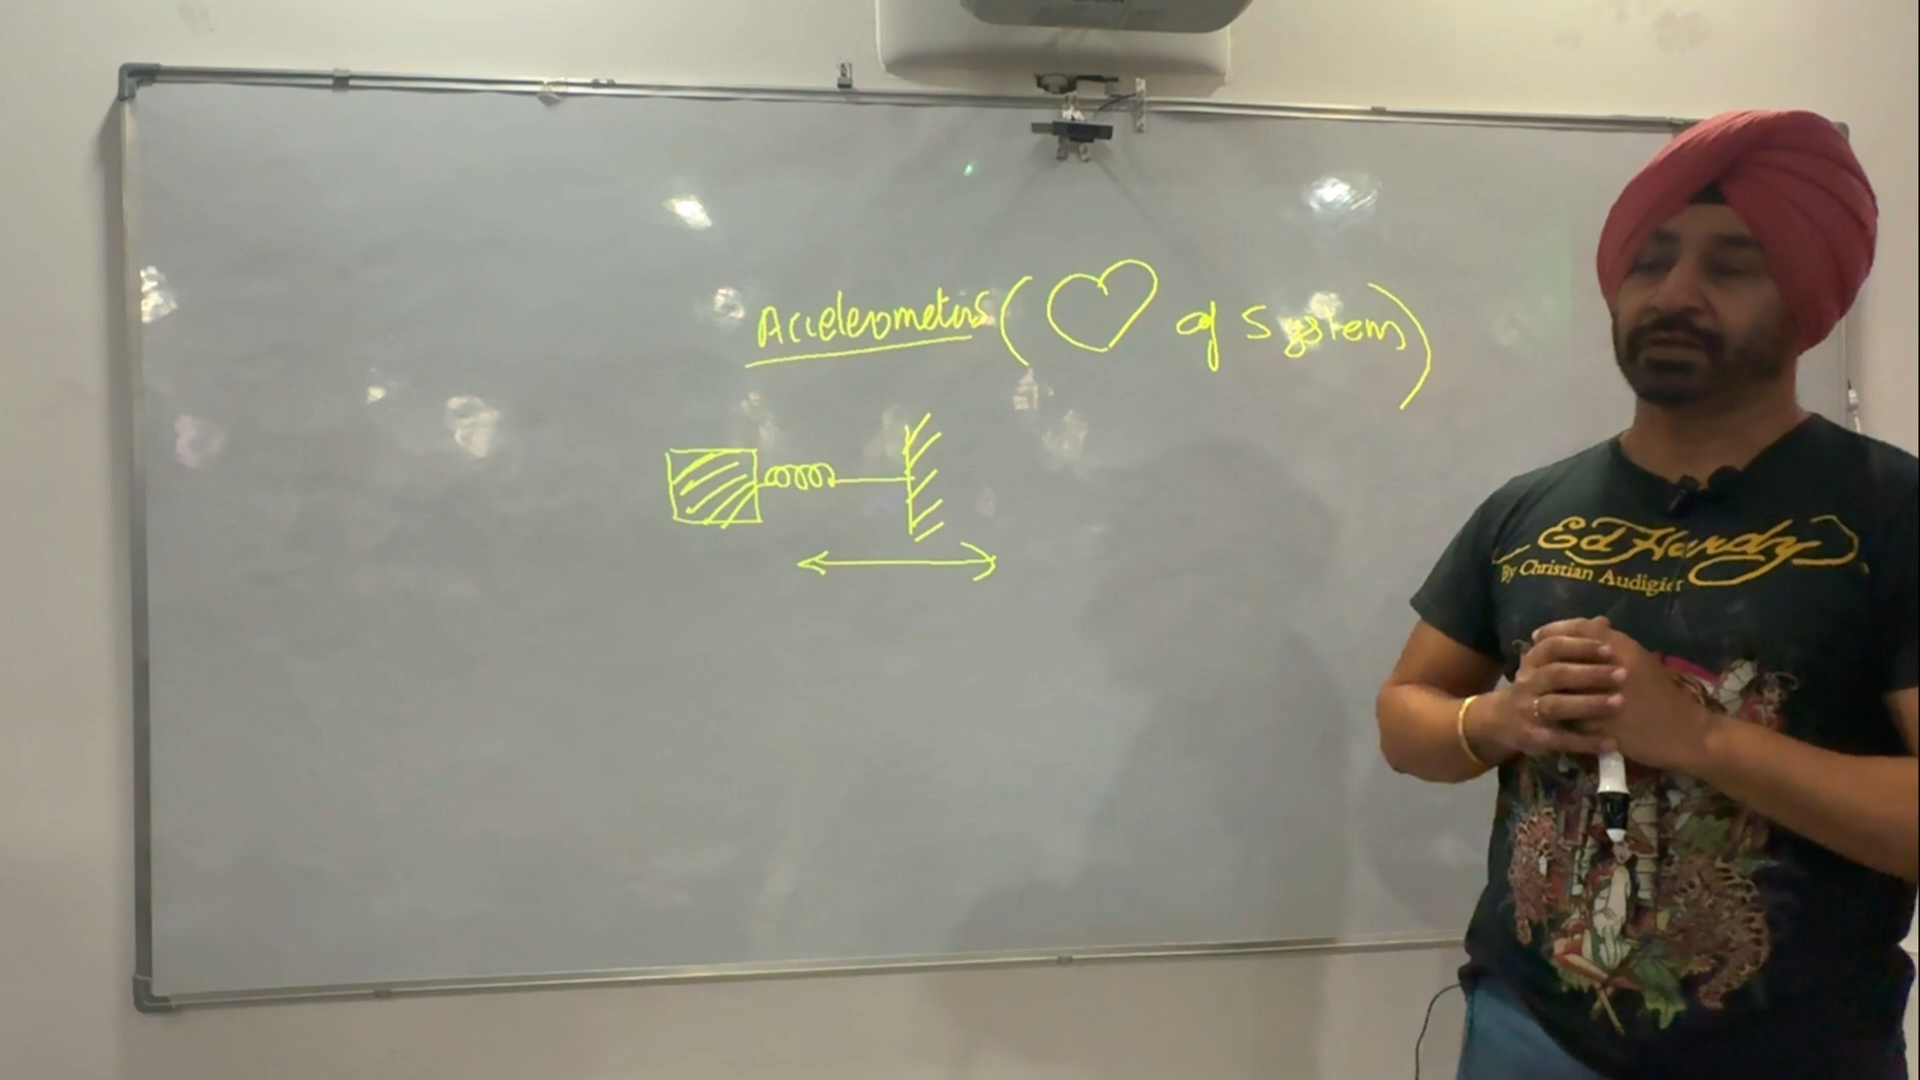 Accelerometers ( of System)
Ed Hardy
By Christian Audigier